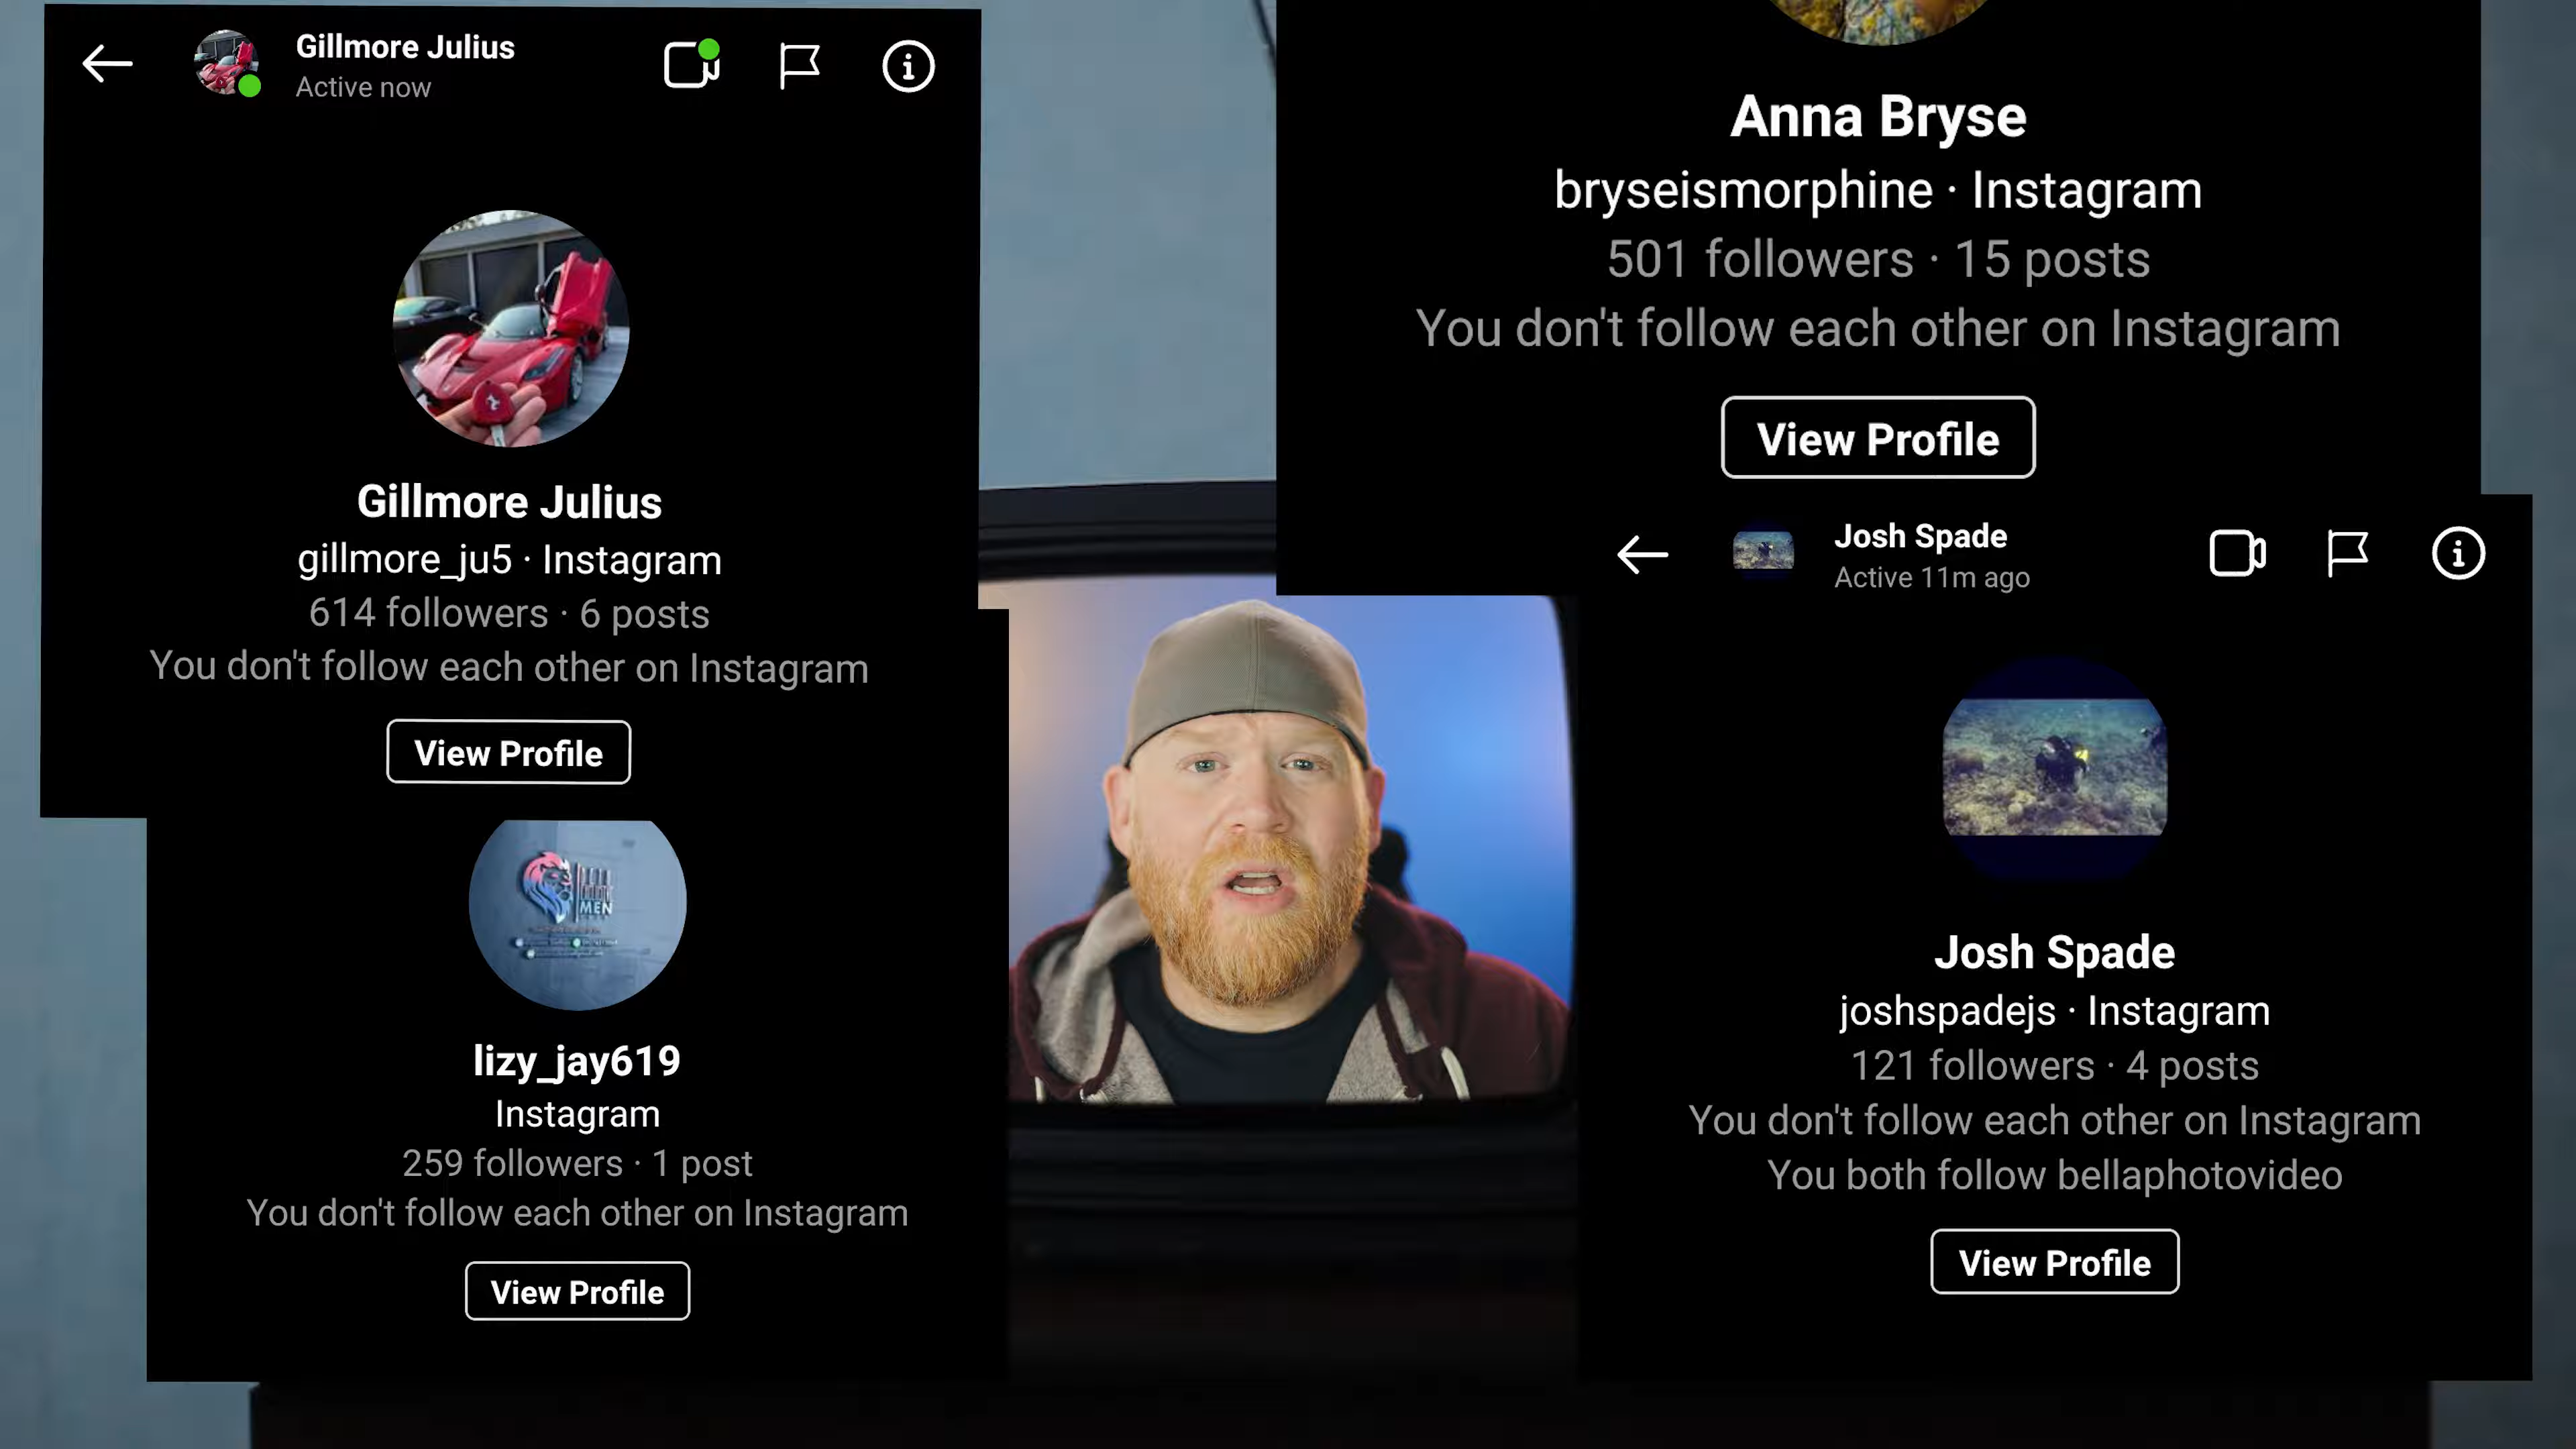 Gillmore Julius
Active now
Gillmore Julius
gillmore_ju5 · Instagram
614 followers · 6 posts
You don't follow each other on Instagram
View Profile
MEN
lizy_jay619
Instagram
259 followers · 1 post
You don't follow each other on Instagram
View Profile
Anna Bryse
bryseismorphine · Instagram
501 followers · 15 posts
You don't follow each other on Instagram
View Profile
Josh Spade
Active 11m ago
Josh Spade
joshspadejs · Instagram
121 followers · 4 posts
You don't follow each other on Instagram
You both follow bellaphotovideo
View Profile